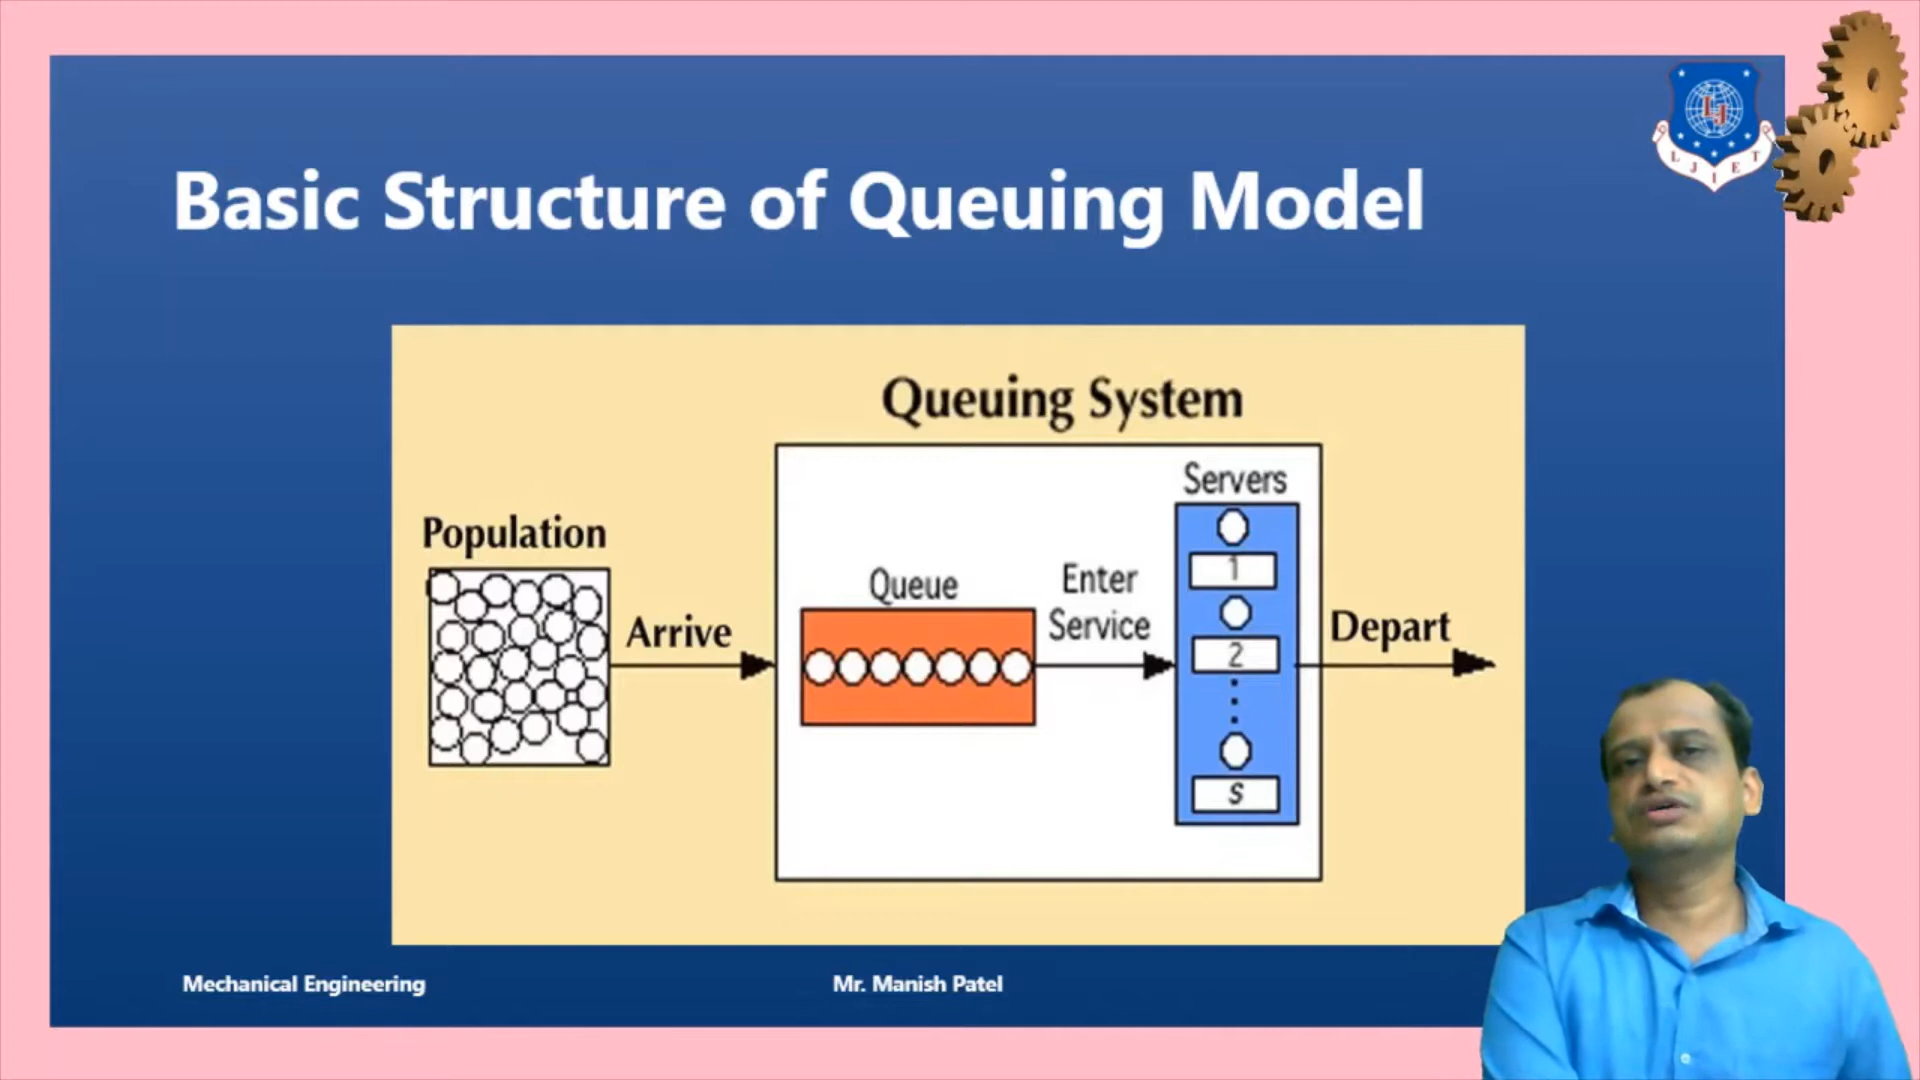 LJ
L J I E T
Basic Structure of Queuing Model
Queuing System
Servers
Population
Queue
Enter
Service
Arrive
1
2
s
Depart
Mechanical Engineering
Mr. Manish Patel